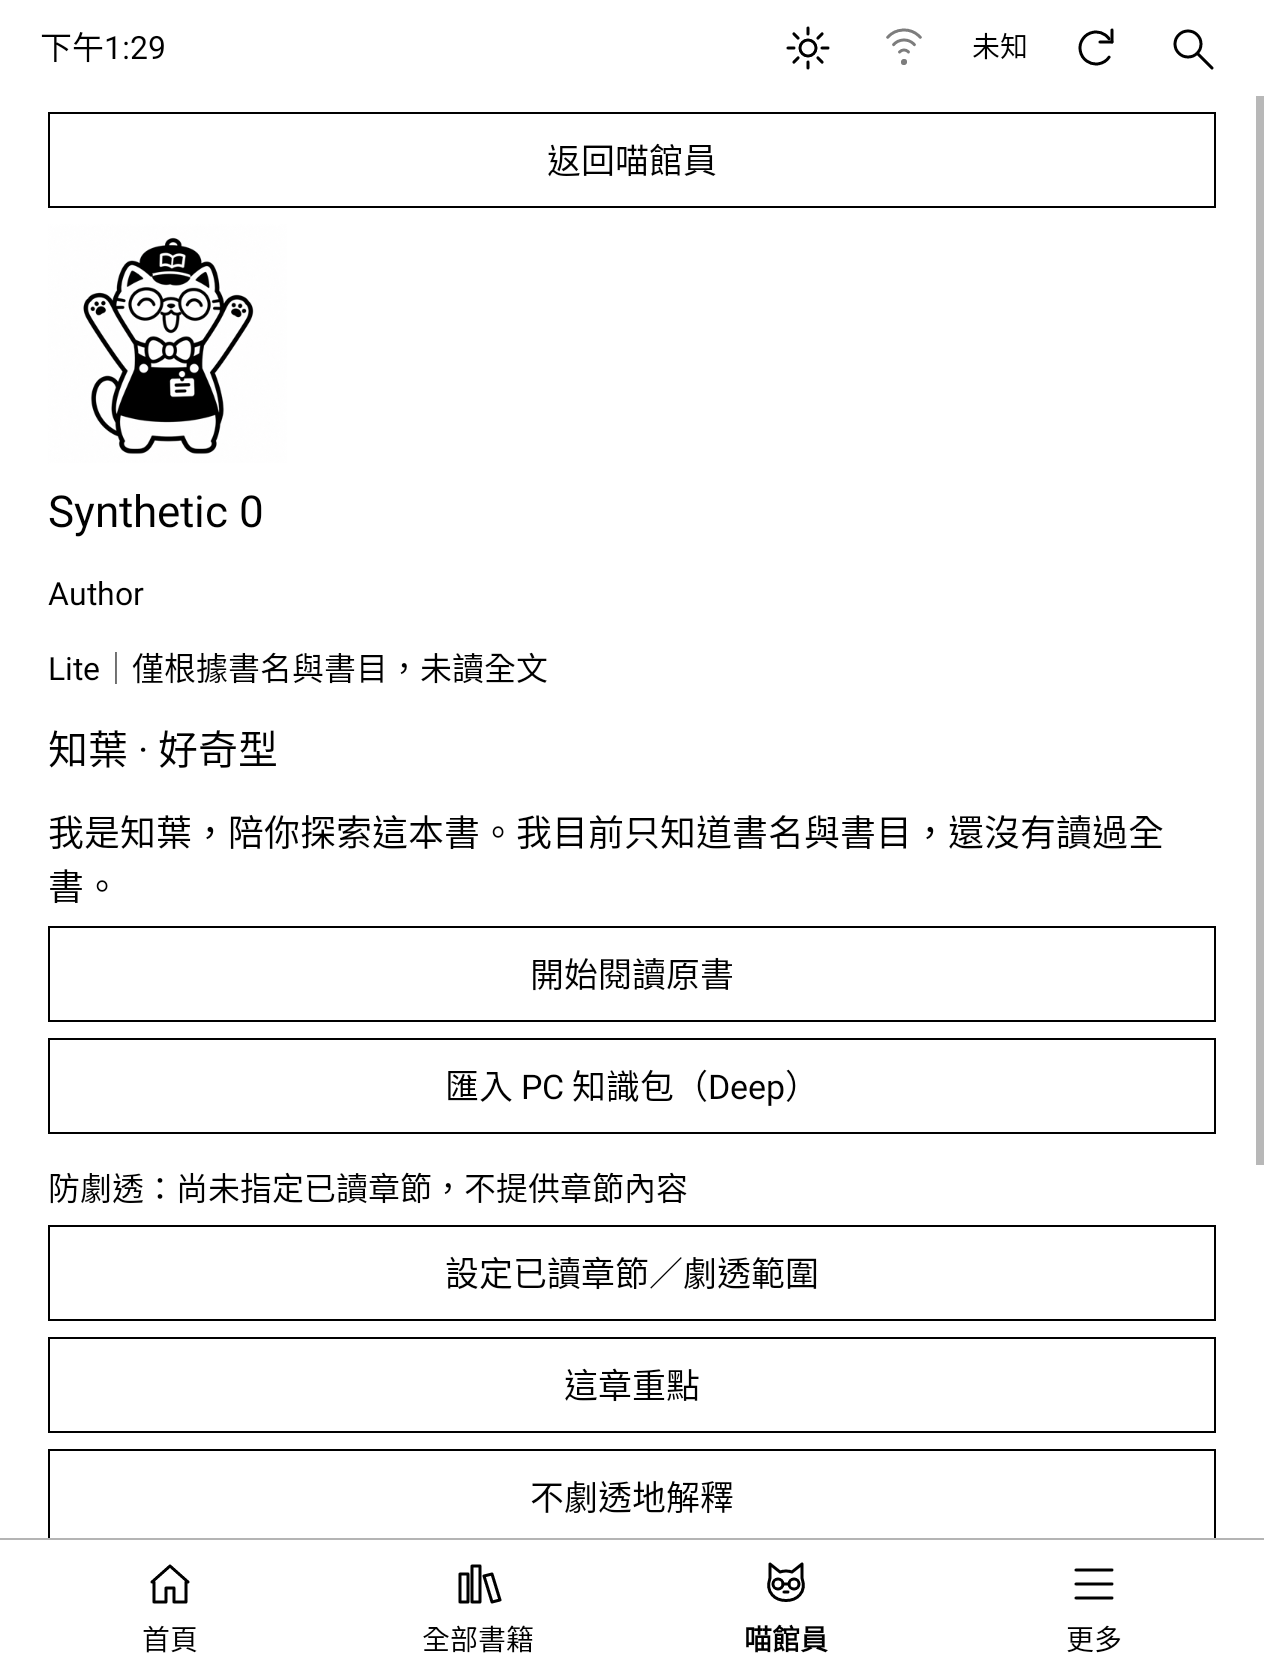 下午1:29
未知
返回喵館員
Synthetic 0
Author
Lite｜僅根據書名與書目，未讀全文
知葉 · 好奇型
我是知葉，陪你探索這本書。我目前只知道書名與書目，還沒有讀過全
書。
開始閱讀原書
匯入 PC 知識包（Deep）
防劇透：尚未指定已讀章節，不提供章節內容
設定已讀章節／劇透範圍
這章重點
不劇透地解釋
首頁
全部書籍
喵館員
更多